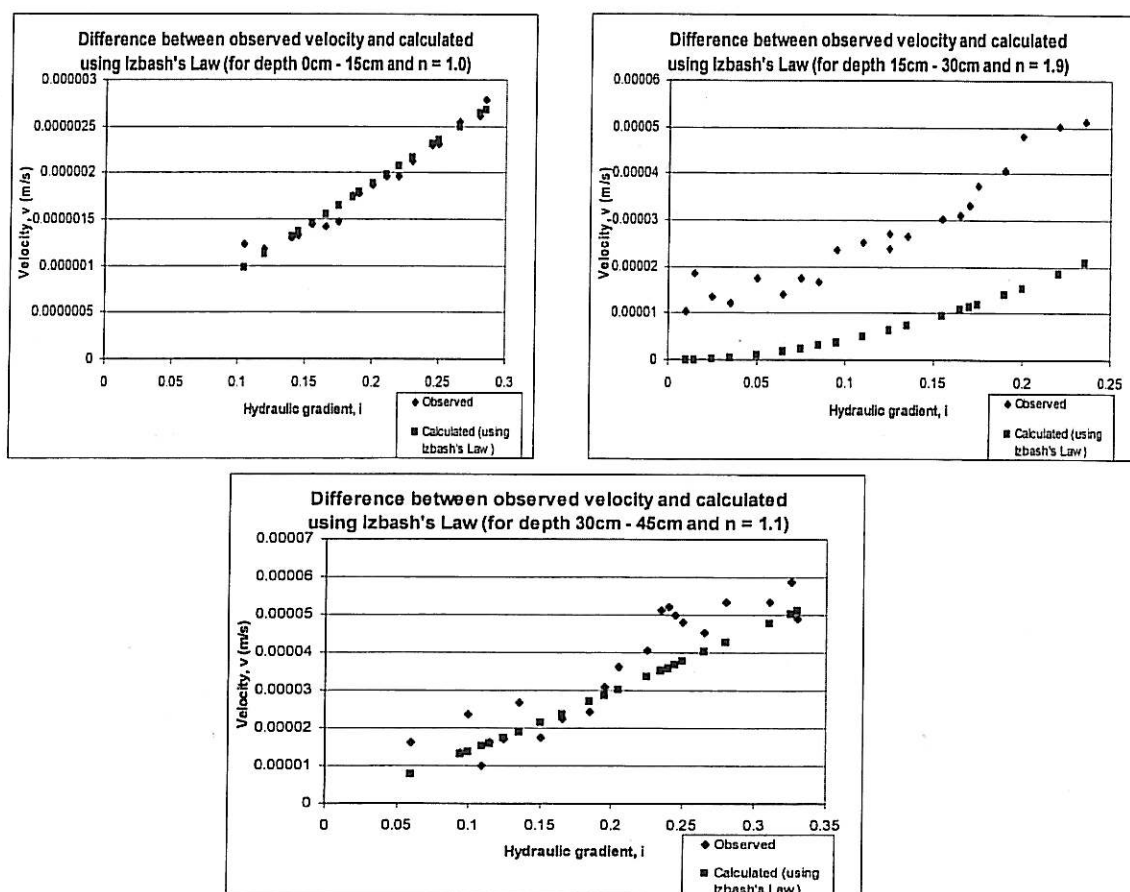 Difference between observed velocity and calculated
using Izbash's Law (for depth 0cm - 15cm and n = 1.0)
0.000003
0.0000025
0.000002
0.0000015
0.000001
0.0000005
0
Velocity, v (m/s)
0
0.05
0.1
0.15
0.2
0.25
0.3
Hydraulic gradient, i
Observed
Calculated (using
Izbash's Law)
Difference between observed velocity and calculated
using Izbash's Law (for depth 15cm - 30cm and n = 1.9)
0.00006
0.00005
0.00004
0.00003
0.00002
0.00001
0
Velocity, v (m/s)
0
0.05
0.1
0.15
0.2
0.25
Hydraulic gradient, i
Observed
Calculated (using
Izbash's Law)
Difference between observed velocity and calculated
using Izbash's Law (for depth 30cm - 45cm and n = 1.1)
0.00007
0.00006
0.00005
0.00004
0.00003
0.00002
0.00001
0
Velocity, v (m/s)
0
0.05
0.1
0.15
0.2
0.25
0.3
0.35
Hydraulic gradient, i
Observed
Calculated (using
Izbash's Law)